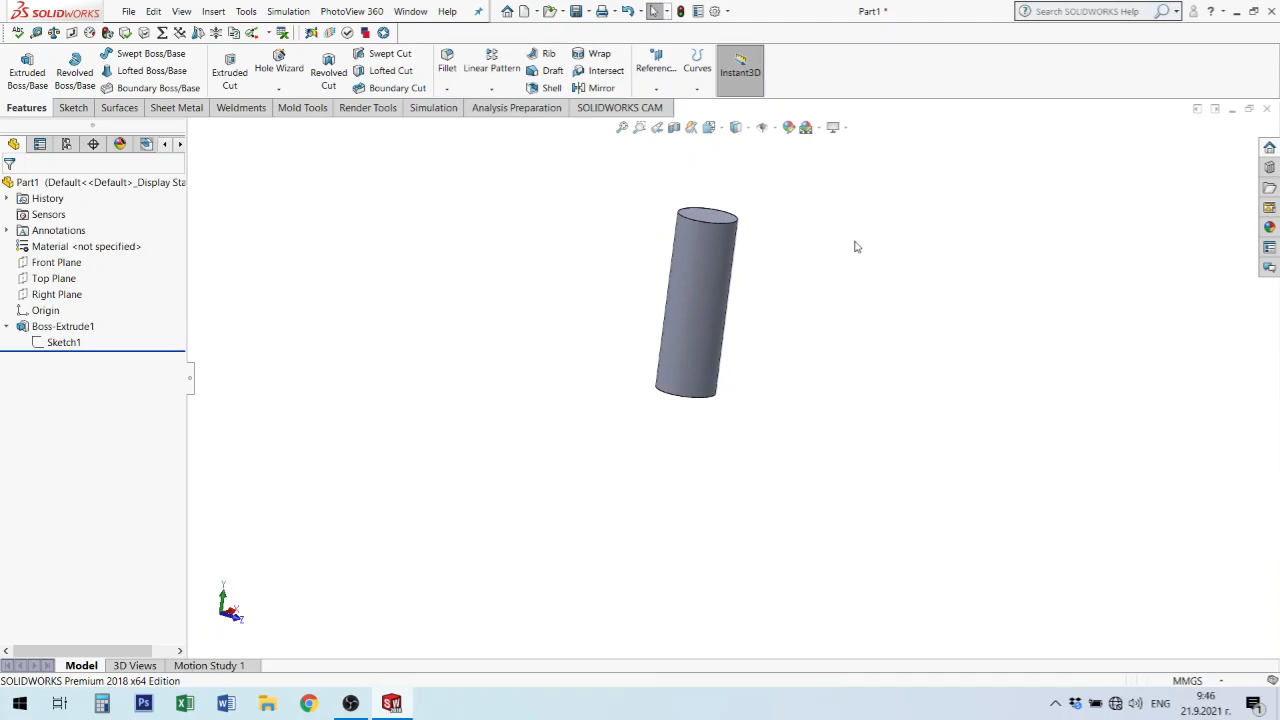 SOLIDWORKS File Edit View Insert Tools Simulation PhotoView 360 Window Help Part1 * Search SOLIDWORKS Help
Extruded Boss/Base
Revolved Boss/Base
Swept Boss/Base
Lofted Boss/Base
Boundary Boss/Base
Extruded Cut
Hole Wizard
Revolved Cut
Swept Cut
Lofted Cut
Boundary Cut
Fillet
Linear Pattern
Rib
Draft
Shell
Wrap
Intersect
Mirror
Referenc...
Curves
Instant3D
Features Sketch Surfaces Sheet Metal Weldments Mold Tools Render Tools Simulation Analysis Preparation SOLIDWORKS CAM
Part1 (Default<<Default>_Display Sta
History
Sensors
Annotations
Material <not specified>
Front Plane
Top Plane
Right Plane
Origin
Boss-Extrude1
Sketch1
Y
X
Z
Model 3D Views Motion Study 1
SOLIDWORKS Premium 2018 x64 Edition MMGS
ЕНГ
9:46
21.9.2021 г.